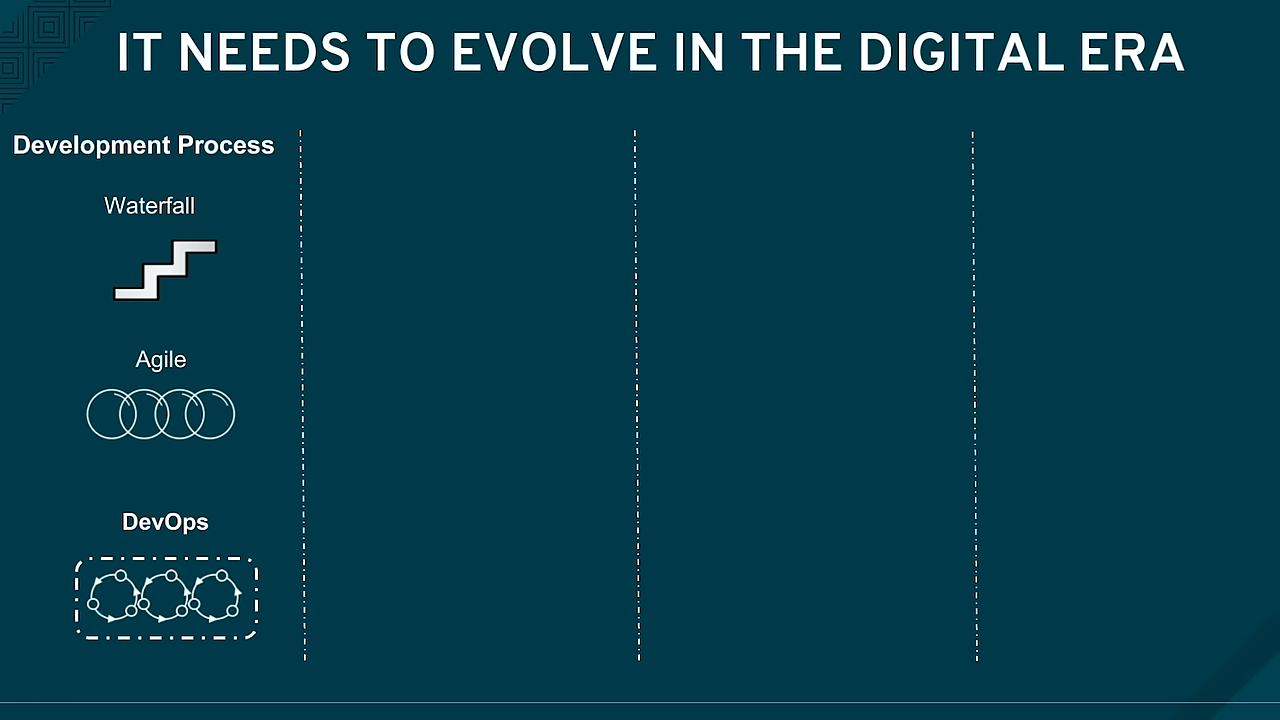 IT NEEDS TO EVOLVE IN THE DIGITAL ERA
Development Process
Waterfall
Agile
DevOps